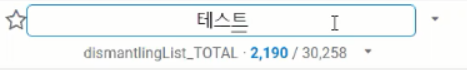 테스트
dismantlingList_TOTAL · 2,190 / 30,258